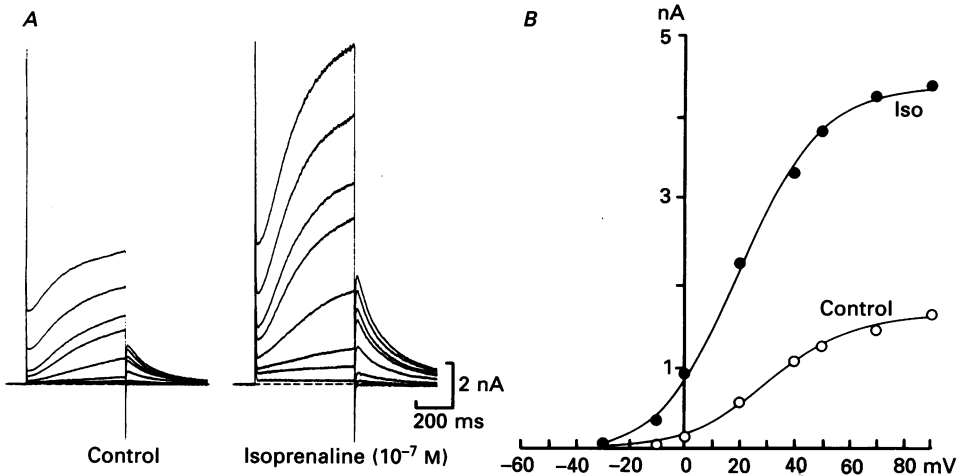 A
2 nA
200 ms
Control
Isoprenaline (10⁻⁷ M)
B
nA
5
3
1
Iso
Control
-60 -40 -20 0 20 40 60 80 mV